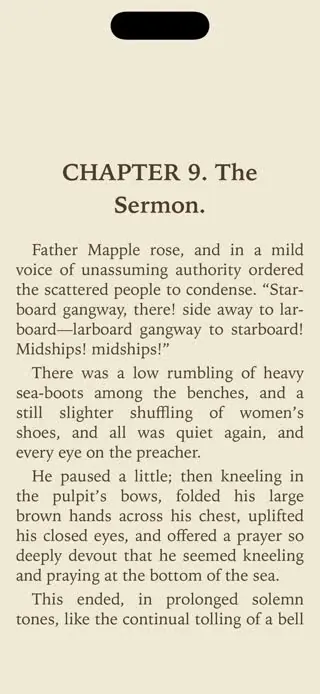 CHAPTER 9. The
Sermon.
Father Mapple rose, and in a mild
voice of unassuming authority ordered
the scattered people to condense. “Star-
board gangway, there! side away to lar-
board—larboard gangway to starboard!
Midships! midships!”
There was a low rumbling of heavy
sea-boots among the benches, and a
still slighter shuffling of women’s
shoes, and all was quiet again, and
every eye on the preacher.
He paused a little; then kneeling in
the pulpit’s bows, folded his large
brown hands across his chest, uplifted
his closed eyes, and offered a prayer so
deeply devout that he seemed kneeling
and praying at the bottom of the sea.
This ended, in prolonged solemn
tones, like the continual tolling of a bell